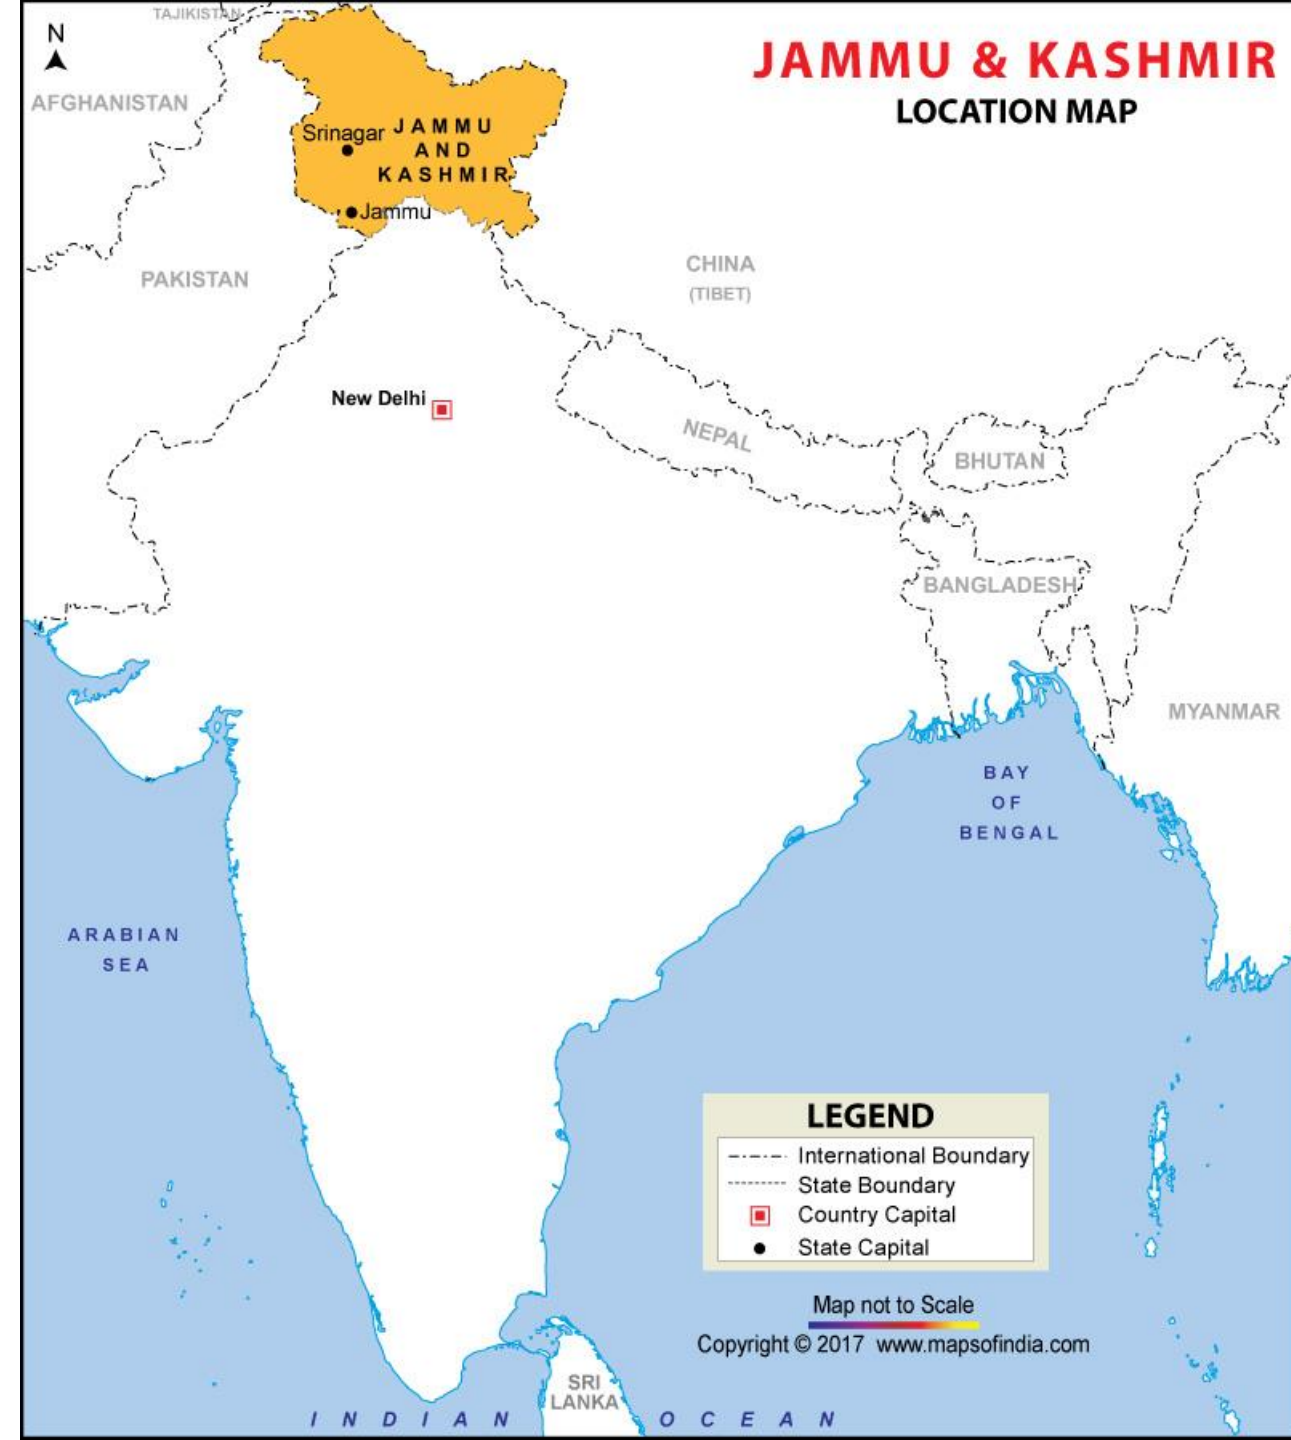 TAJIKISTAN
N
JAMMU & KASHMIR
LOCATION MAP
AFGHANISTAN
Srinagar
JAMMU
AND
KASHMIR
Jammu
PAKISTAN
CHINA
(TIBET)
New Delhi
NEPAL
BHUTAN
BANGLADESH
MYANMAR
BAY
OF
BENGAL
ARABIAN
SEA
LEGEND
International Boundary
State Boundary
Country Capital
State Capital
Map not to Scale
Copyright © 2017 www.mapsofindia.com
SRI
LANKA
INDIAN OCEAN